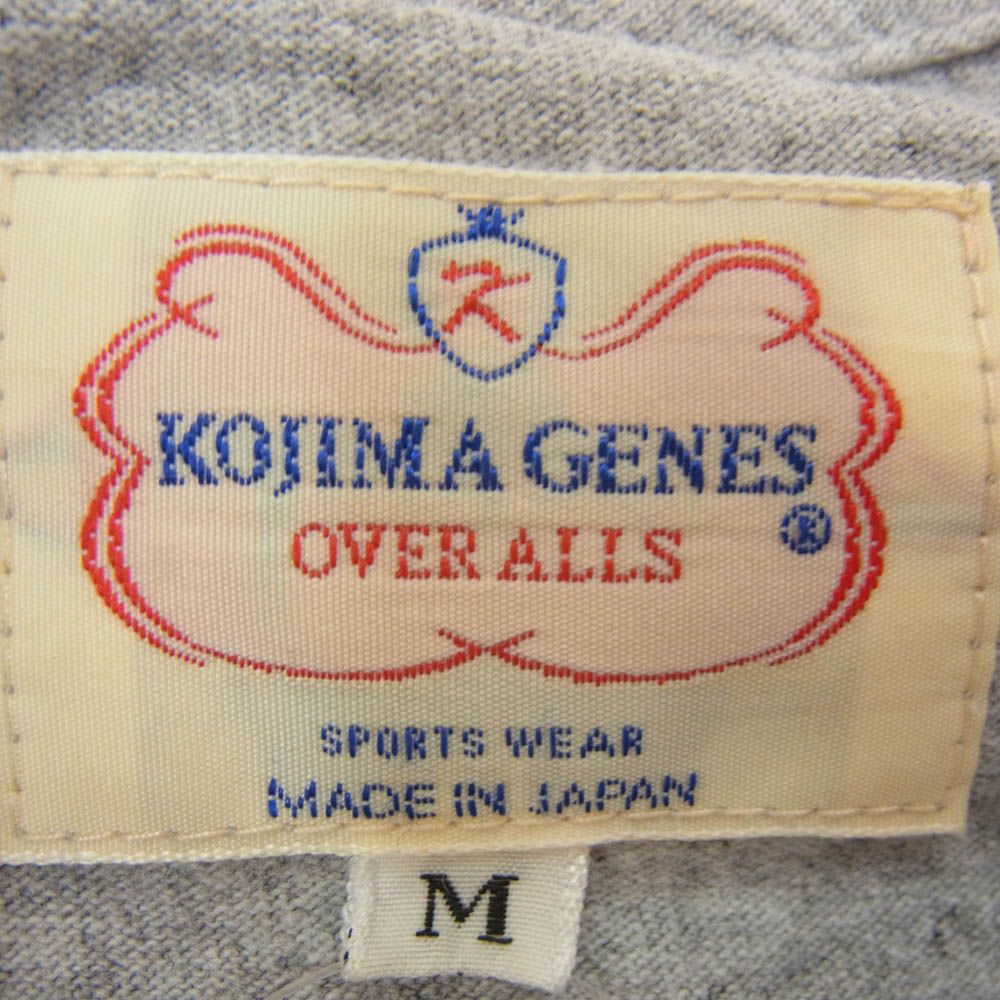 K
KOJIMA GENES
®
OVER ALLS
SPORTS WEAR
MADE IN JAPAN
M